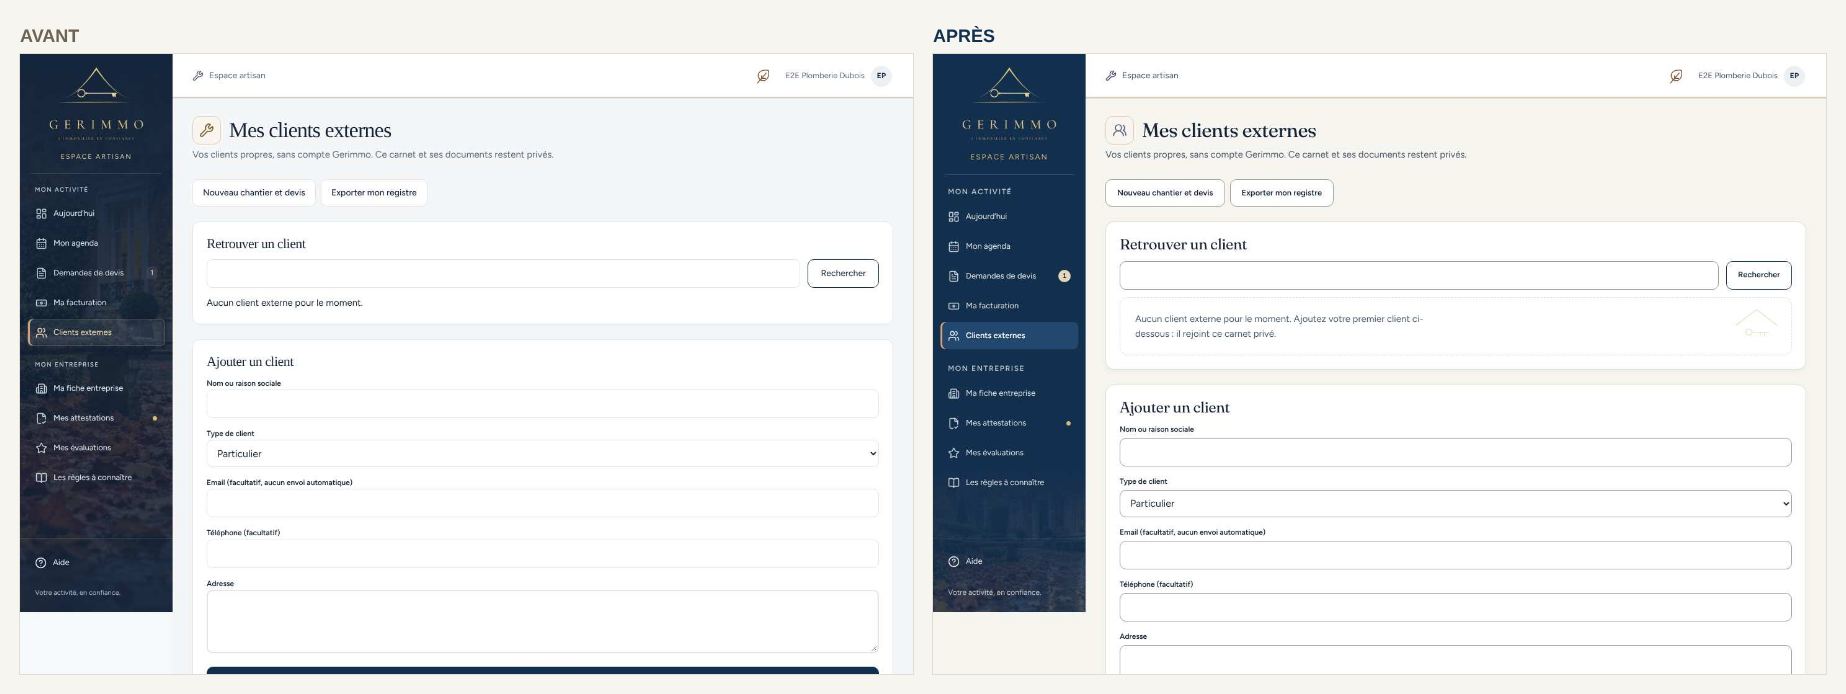 AVANT
GERIMMO
L'IMMOBILIER EN CONFIANCE
ESPACE ARTISAN
MON ACTIVITÉ
Aujourd'hui
Mon agenda
Demandes de devis 1
Ma facturation
Clients externes
MON ENTREPRISE
Ma fiche entreprise
Mes attestations
Mes évaluations
Les règles à connaître
Aide
Votre activité, en confiance.
Espace artisan
E2E Plomberie Dubois EP
Mes clients externes
Vos clients propres, sans compte Gerimmo. Ce carnet et ses documents restent privés.
Nouveau chantier et devis Exporter mon registre
Retrouver un client
Rechercher
Aucun client externe pour le moment.
Ajouter un client
Nom ou raison sociale
Type de client
Particulier
Email (facultatif, aucun envoi automatique)
Téléphone (facultatif)
Adresse
APRÈS
GERIMMO
L'IMMOBILIER EN CONFIANCE
ESPACE ARTISAN
MON ACTIVITÉ
Aujourd'hui
Mon agenda
Demandes de devis 1
Ma facturation
Clients externes
MON ENTREPRISE
Ma fiche entreprise
Mes attestations
Mes évaluations
Les règles à connaître
Aide
Votre activité, en confiance.
Espace artisan
E2E Plomberie Dubois EP
Mes clients externes
Vos clients propres, sans compte Gerimmo. Ce carnet et ses documents restent privés.
Nouveau chantier et devis Exporter mon registre
Retrouver un client
Rechercher
Aucun client externe pour le moment. Ajoutez votre premier client ci-
dessous : il rejoint ce carnet privé.
Ajouter un client
Nom ou raison sociale
Type de client
Particulier
Email (facultatif, aucun envoi automatique)
Téléphone (facultatif)
Adresse